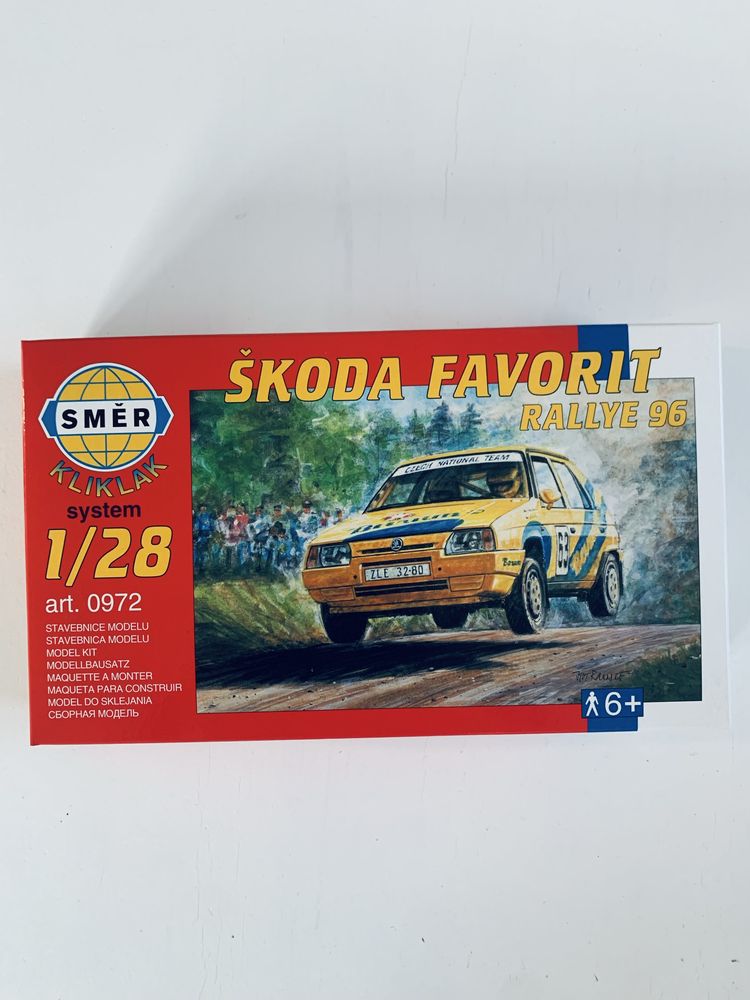 ŠKODA FAVORIT
RALLYE 96
SMĚR
KLIKLAK
system
1/28
art. 0972
STAVEBNICE MODELU
STAVEBNICA MODELU
MODEL KIT
MODELLBAUSATZ
MAQUETTE A MONTER
MAQUETA PARA CONSTRUIR
MODEL DO SKLEJANIA
СБОРНАЯ МОДЕЛЬ
CZECH NATIONAL TEAM
ZLE 32-80
6+